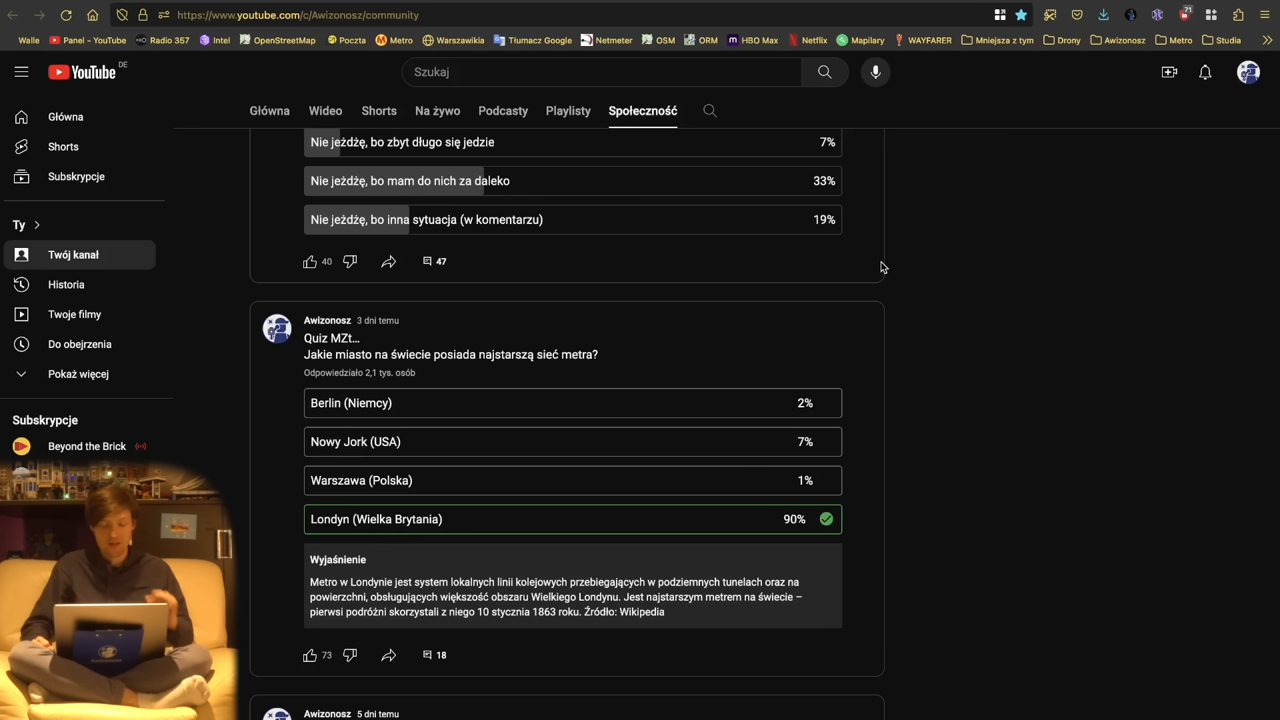 https://www.youtube.com/c/Awizonosz/community
71
Walle
Panel - YouTube
Radio 357
Intel
OpenStreetMap
Poczta
Metro
Warszawikia
Tłumacz Google
Netmeter
OSM
ORM
HBO Max
Netflix
Mapilary
WAYFARER
Mniejsza z tym
Drony
Awizonosz
Metro
Studia
YouTube DE
Szukaj
Główna
Wideo
Shorts
Na żywo
Podcasty
Playlisty
Społeczność
Główna
Shorts
Subskrypcje
Ty
Twój kanał
Historia
Twoje filmy
Do obejrzenia
Pokaż więcej
Subskrypcje
Beyond the Brick
Nie jeżdżę, bo zbyt długo się jedzie 7%
Nie jeżdżę, bo mam do nich za daleko 33%
Nie jeżdżę, bo inna sytuacja (w komentarzu) 19%
40
47
Awizonosz 3 dni temu
Quiz MZt...
Jakie miasto na świecie posiada najstarszą sieć metra?
Odpowiedziało 2,1 tys. osób
Berlin (Niemcy) 2%
Nowy Jork (USA) 7%
Warszawa (Polska) 1%
Londyn (Wielka Brytania) 90%
Wyjaśnienie
Metro w Londynie jest system lokalnych linii kolejowych przebiegających w podziemnych tunelach oraz na
powierzchni, obsługujących większość obszaru Wielkiego Londynu. Jest najstarszym metrem na świecie –
pierwsi podróżni skorzystali z niego 10 stycznia 1863 roku. Źródło: Wikipedia
73
18
Awizonosz 5 dni temu